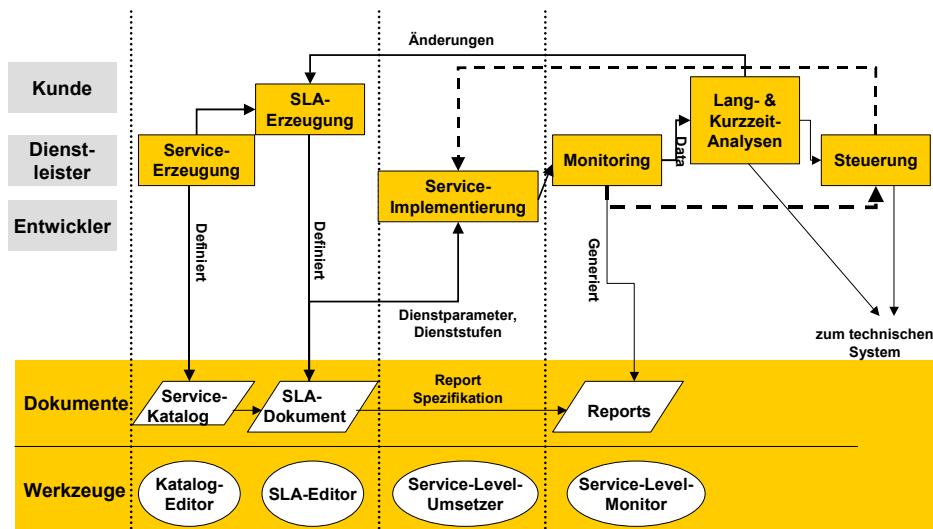 Änderungen
Kunde
SLA-
Erzeugung
Lang- &
Kurzzeit-
Analysen
Dienst-
leister
Service-
Erzeugung
Monitoring
Data
Steuerung
Service-
Implementierung
Entwickler
Definiert
Definiert
Generiert
Dienstparameter,
Dienststufen
zum technischen
System
Dokumente
Service-
Katalog
SLA-
Dokument
Report
Spezifikation
Reports
Werkzeuge
Katalog-
Editor
SLA-Editor
Service-Level-
Umsetzer
Service-Level-
Monitor